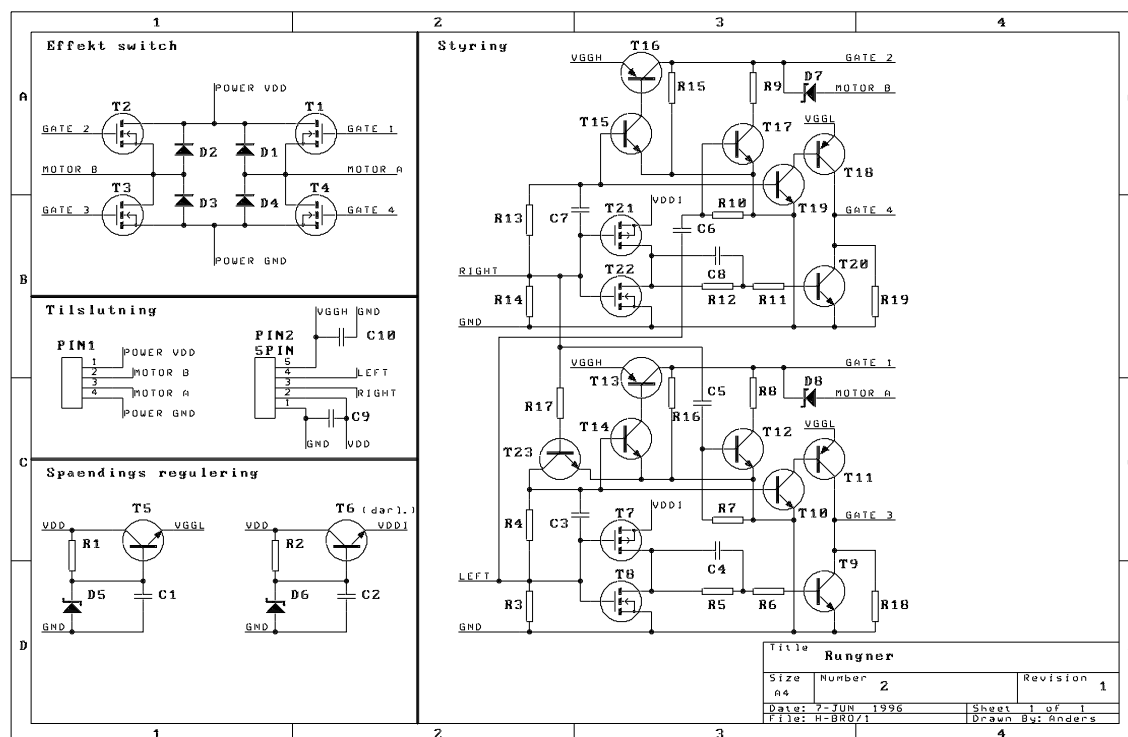 1 2 3 4
A
B
C
D
Effekt switch
POWER VDD
T2 T1
GATE 2 GATE 1
D2 D1
MOTOR B MOTOR A
T3 D3 D4 T4
GATE 3 GATE 4
POWER GND
Tilslutning
PIN1
1 POWER VDD
2 MOTOR B
3 MOTOR A
4 POWER GND
VGGH GND
PIN2 C10
5PIN
5
4 LEFT
3 RIGHT
2
1 C9
GND VDD
Spaendings regulering
T5 T6 (darl.)
VDD VGGL VDD VDDI
R1 R2
D5 C1 D6 C2
GND GND
Styring
T16
VGGH GATE 2
R15 R9 D7
MOTOR B
T15 T17 VGGL
T18
T19
R13 C7 T21 VDDI R10 GATE 4
C6
RIGHT T22 C8 T20
R14 R12 R11 R19
GND
VGGH GATE 1
T13 R8 D8
R17 R16 C5 MOTOR A
T14 T12 VGGL
T23 T11
T10
R4 C3 T7 VDDI R7 GATE 3
LEFT T8 C4 T9
R3 R5 R6 R18
GND
Title
Rungner
Size Number Revision
A4 2 1
Date: 7-JUN 1996 Sheet 1 of 1
File: H-BRO/1 Drawn By: Anders
1 2 3 4